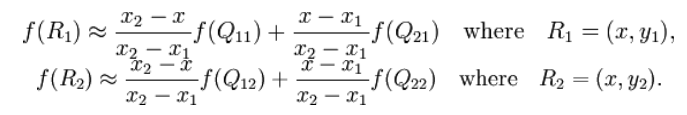 f(R₁) ≈ (x₂ − x)/(x₂ − x₁) f(Q₁₁) + (x − x₁)/(x₂ − x₁) f(Q₂₁) where R₁ = (x, y₁),
f(R₂) ≈ (x₂ − x)/(x₂ − x₁) f(Q₁₂) + (x − x₁)/(x₂ − x₁) f(Q₂₂) where R₂ = (x, y₂).